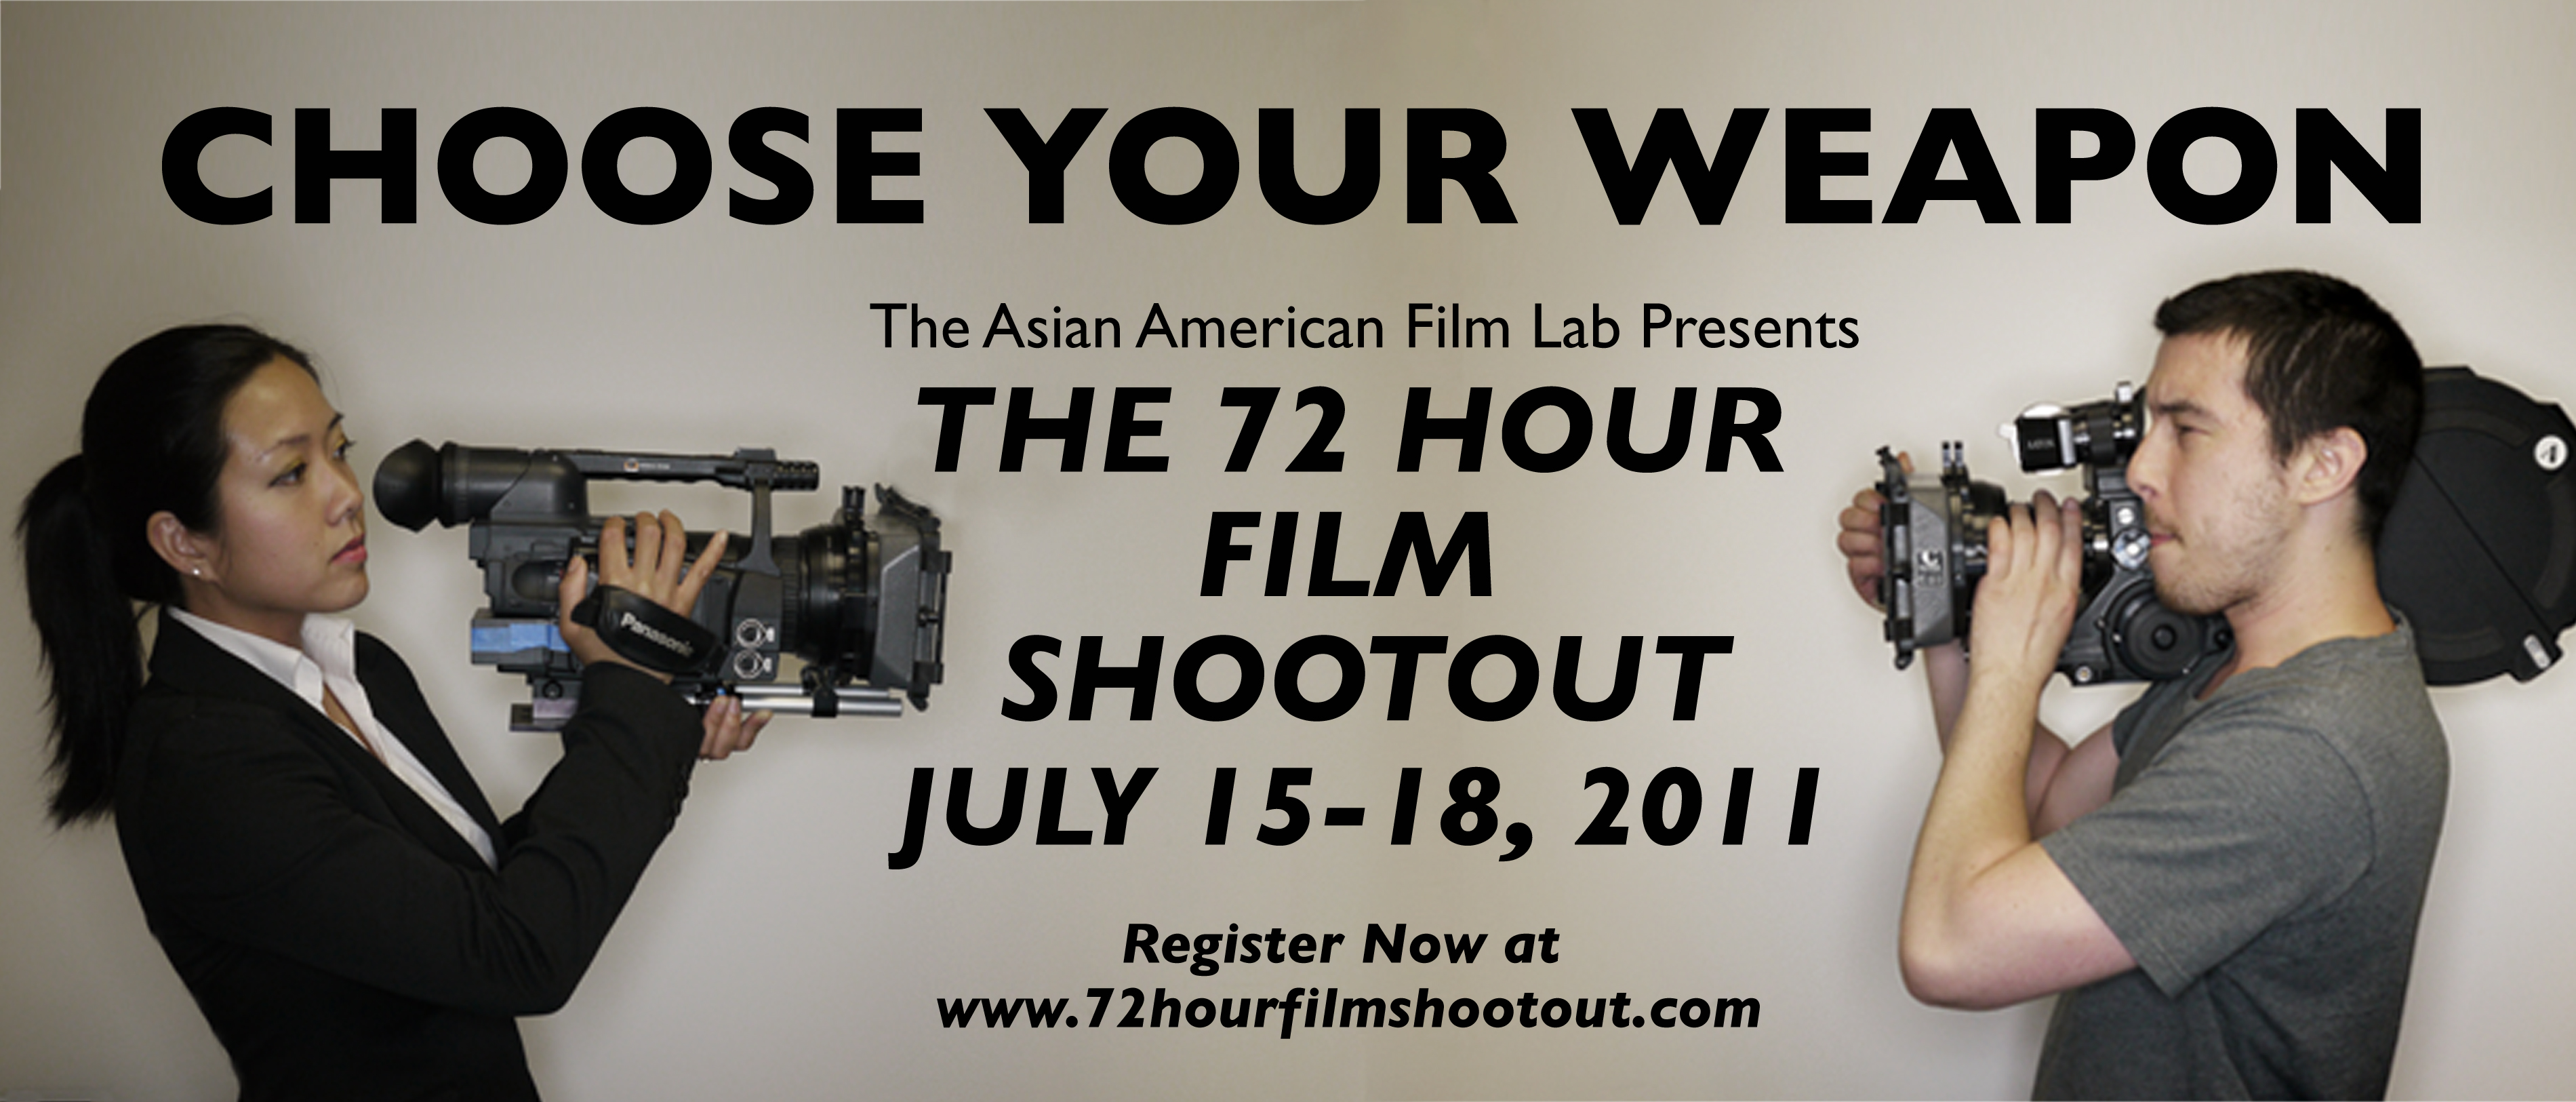 CHOOSE YOUR WEAPON
The Asian American Film Lab Presents
THE 72 HOUR
FILM
SHOOTOUT
JULY 15-18, 2011
Register Now at
www.72hourfilmshootout.com
Panasonic